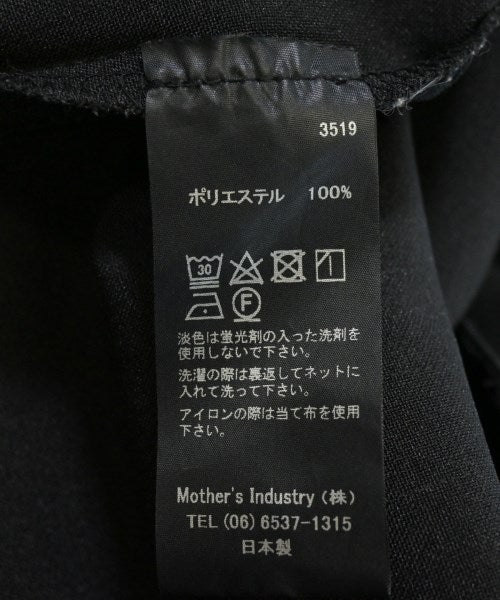 3519
ポリエステル 100%
30
F
淡色は蛍光剤の入った洗剤を
使用しないで下さい。
洗濯の際は裏返してネットに
入れて洗って下さい。
アイロンの際は当て布を使用
下さい。
Mother's Industry（株）
TEL (06) 6537-1315
日本製